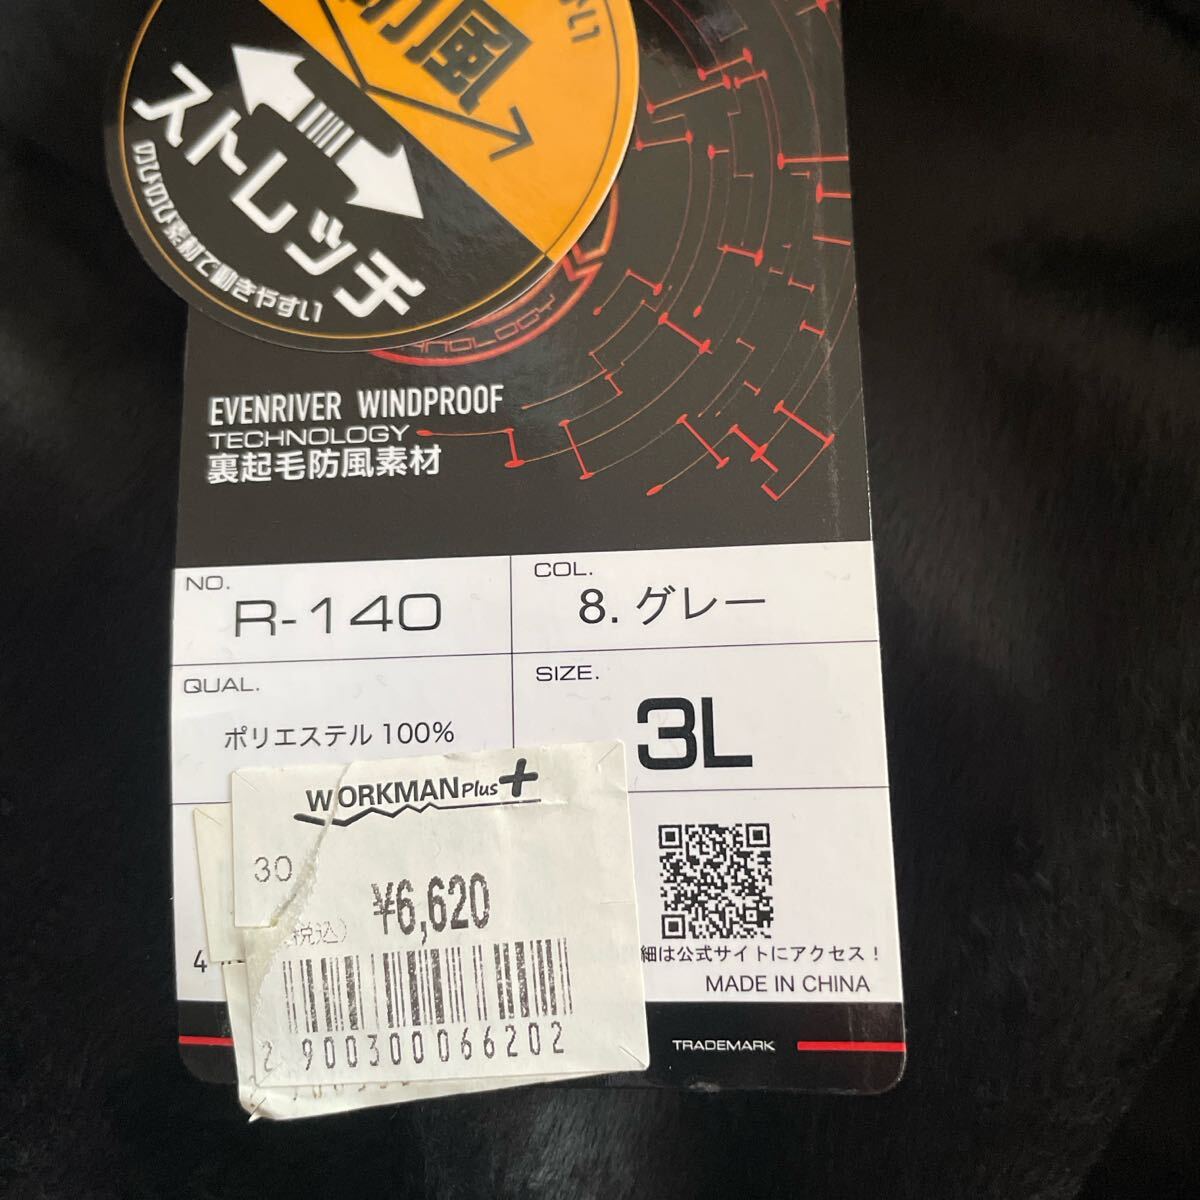 防風
ストレッチ
のびのび素材で動きやすい
EVENRIVER WINDPROOF
TECHNOLOGY
裏起毛防風素材
NO.
R-140
COL.
8. グレー
QUAL.
ポリエステル 100%
SIZE.
3L
WORKMAN Plus+
30
¥6,620
税込)
2 900300066202
4
細は公式サイトにアクセス！
MADE IN CHINA
TRADEMARK